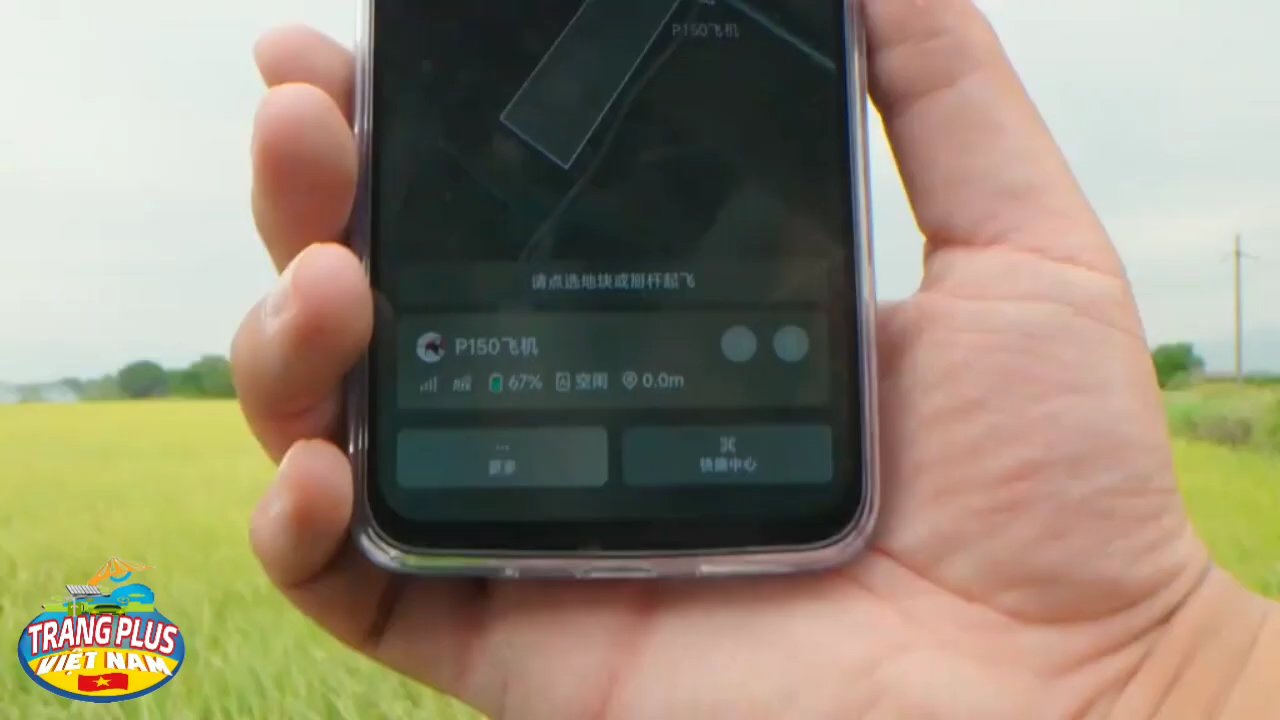 P150飞机
请点选地块或掰杆起飞
P150飞机
67% 空闲 0.0m
更多
快捷中心
TRANG PLUS
VIỆT NAM